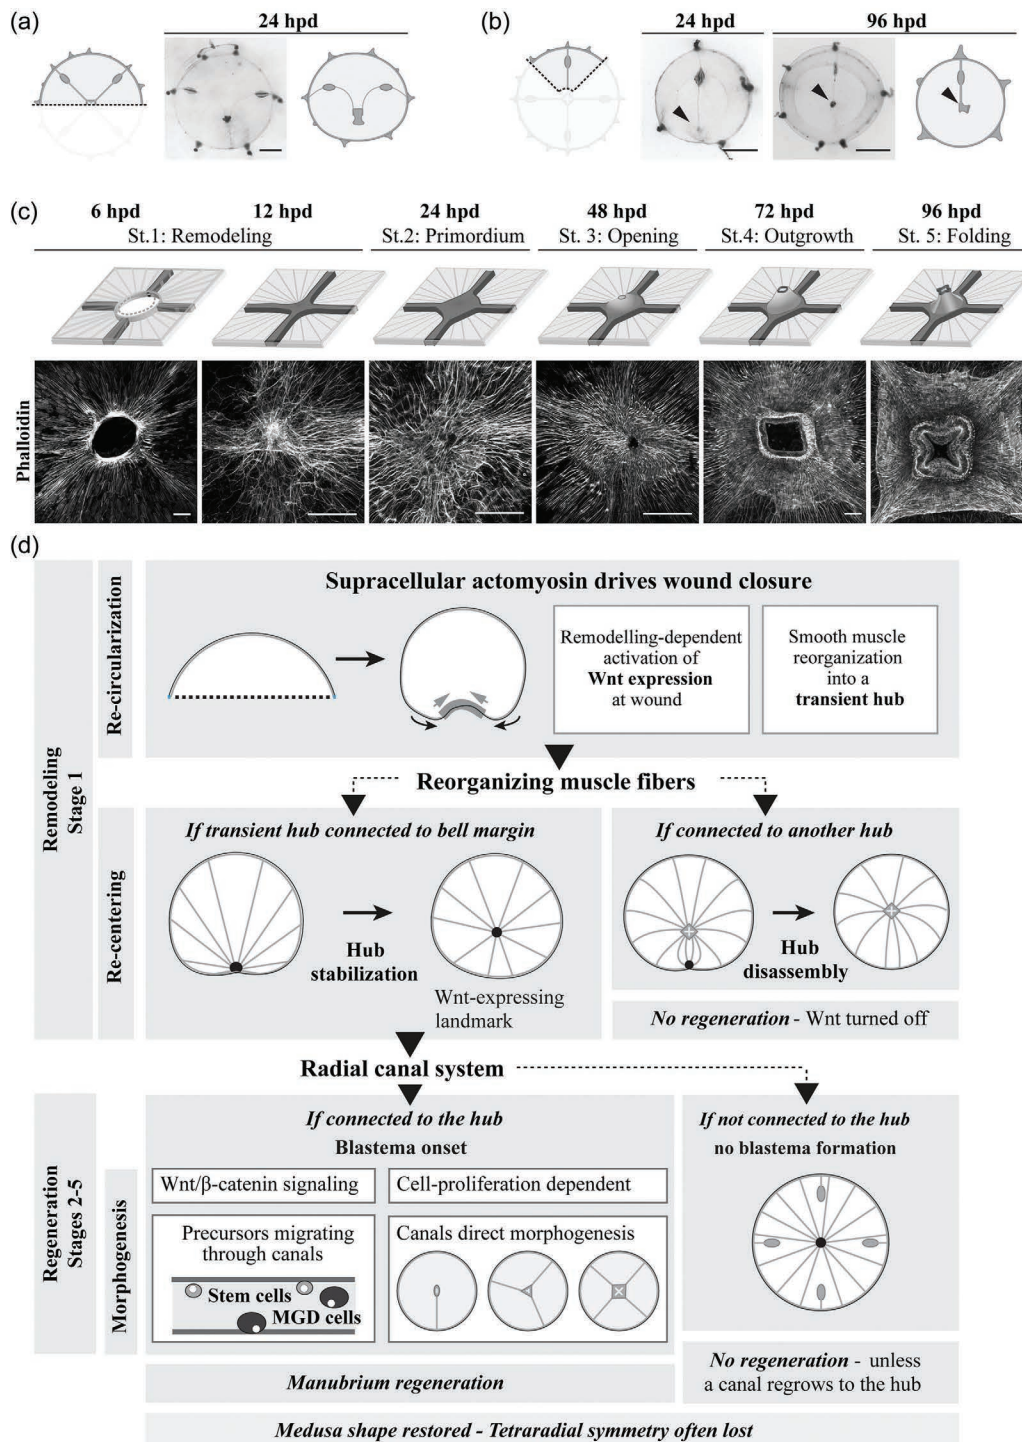 (a)
24 hpd
(b)
24 hpd
96 hpd
(c)
6 hpd
12 hpd
24 hpd
48 hpd
72 hpd
96 hpd
St.1: Remodeling
St.2: Primordium
St. 3: Opening
St.4: Outgrowth
St. 5: Folding
Phalloidin
(d)
Remodeling
Stage 1
Re-circularization
Supracellular actomyosin drives wound closure
Remodelling-dependent
activation of
Wnt expression
at wound
Smooth muscle
reorganization
into a
transient hub
Reorganizing muscle fibers
Re-centering
If transient hub connected to bell margin
Hub
stabilization
Wnt-expressing
landmark
If connected to another hub
Hub
disassembly
No regeneration - Wnt turned off
Radial canal system
Regeneration
Stages 2-5
Morphogenesis
If connected to the hub
Blastema onset
Wnt/β-catenin signaling
Cell-proliferation dependent
Precursors migrating
through canals
Stem cells
MGD cells
Canals direct morphogenesis
If not connected to the hub
no blastema formation
No regeneration - unless
a canal regrows to the hub
Manubrium regeneration
Medusa shape restored - Tetraradial symmetry often lost